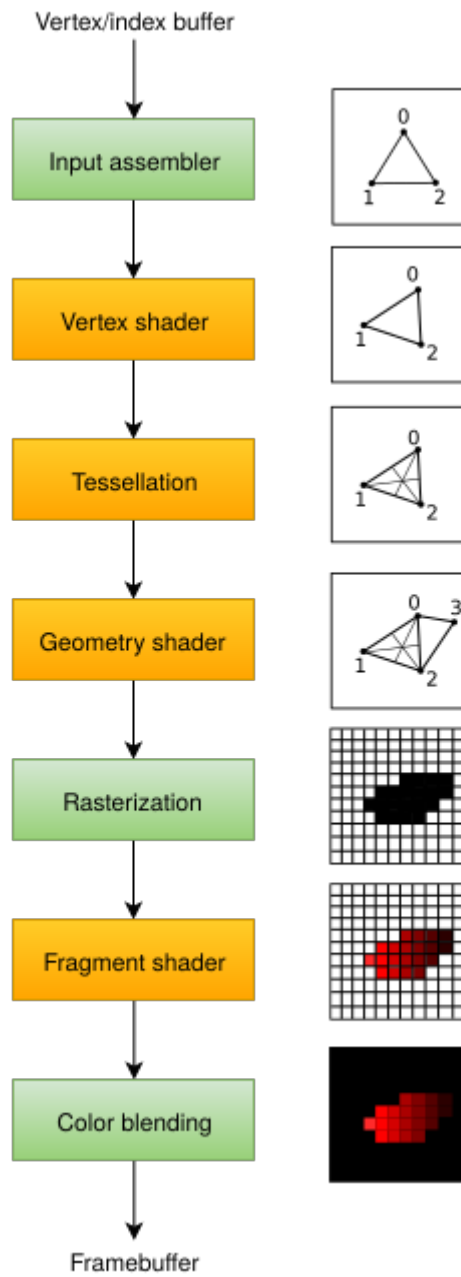 Vertex/index buffer
Input assembler
0
1
2
Vertex shader
0
1
2
Tessellation
0
1
2
Geometry shader
0
3
1
2
Rasterization
Fragment shader
Color blending
Framebuffer